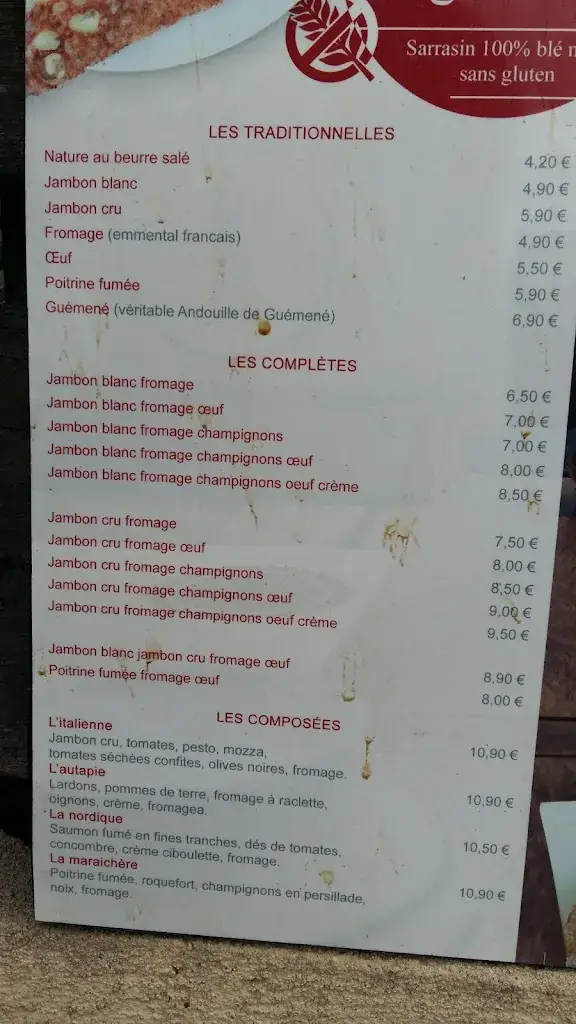 Sarrasin 100% blé
sans gluten
LES TRADITIONNELLES
Nature au beurre salé 4,20 €
Jambon blanc 4,90 €
Jambon cru 5,90 €
Fromage (emmental francais) 4,90 €
Œuf 5,50 €
Poitrine fumée 5,90 €
Guémené (véritable Andouille de Guémené) 6,90 €
LES COMPLÈTES
Jambon blanc fromage 6,50 €
Jambon blanc fromage œuf 7,00 €
Jambon blanc fromage champignons 7,00 €
Jambon blanc fromage champignons œuf 8,00 €
Jambon blanc fromage champignons oeuf crème 8,50 €
Jambon cru fromage 7,50 €
Jambon cru fromage œuf 8,00 €
Jambon cru fromage champignons 8,50 €
Jambon cru fromage champignons œuf 9,00 €
Jambon cru fromage champignons oeuf crème 9,50 €
Jambon blanc jambon cru fromage œuf 8,90 €
Poitrine fumée fromage œuf 8,00 €
LES COMPOSÉES
L'italienne
Jambon cru, tomates, pesto, mozza, 10,90 €
tomates séchées confites, olives noires, fromage.
L'autapie
Lardons, pommes de terre, fromage à raclette, 10,90 €
oignons, crème, fromagea.
La nordique
Saumon fumé en fines tranches, dés de tomates, 10,50 €
concombre, crème ciboulette, fromage.
La maraichère
Poitrine fumée, roquefort, champignons en persillade, 10,90 €
noix, fromage.